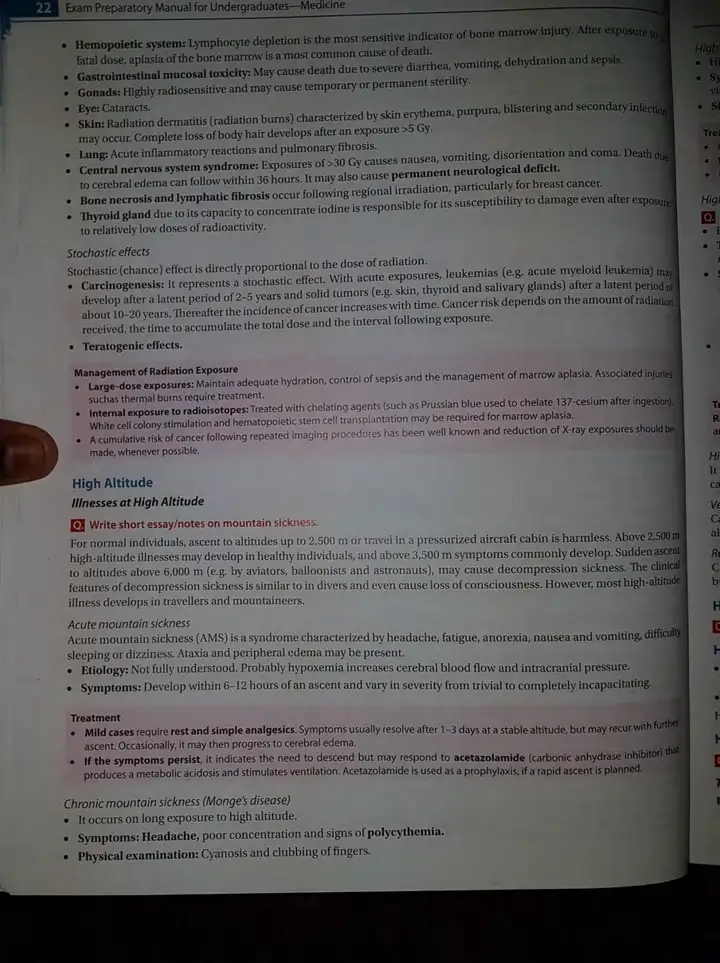 22 Exam Preparatory Manual for Undergraduates—Medicine
• Hemopoietic system: Lymphocyte depletion is the most sensitive indicator of bone marrow injury. After exposure to a
fatal dose, aplasia of the bone marrow is a most common cause of death.
• Gastrointestinal mucosal toxicity: May cause death due to severe diarrhea, vomiting, dehydration and sepsis.
• Gonads: Highly radiosensitive and may cause temporary or permanent sterility.
• Eye: Cataracts.
• Skin: Radiation dermatitis (radiation burns) characterized by skin erythema, purpura, blistering and secondary infection
may occur. Complete loss of body hair develops after an exposure >5 Gy.
• Lung: Acute inflammatory reactions and pulmonary fibrosis.
• Central nervous system syndrome: Exposures of >30 Gy causes nausea, vomiting, disorientation and coma. Death due
to cerebral edema can follow within 36 hours. It may also cause permanent neurological deficit.
• Bone necrosis and lymphatic fibrosis occur following regional irradiation, particularly for breast cancer.
• Thyroid gland due to its capacity to concentrate iodine is responsible for its susceptibility to damage even after exposure
to relatively low doses of radioactivity.
Stochastic effects
Stochastic (chance) effect is directly proportional to the dose of radiation.
• Carcinogenesis: It represents a stochastic effect. With acute exposures, leukemias (e.g. acute myeloid leukemia) may
develop after a latent period of 2–5 years and solid tumors (e.g. skin, thyroid and salivary glands) after a latent period of
about 10–20 years. Thereafter the incidence of cancer increases with time. Cancer risk depends on the amount of radiation
received, the time to accumulate the total dose and the interval following exposure.
• Teratogenic effects.
Management of Radiation Exposure
• Large-dose exposures: Maintain adequate hydration, control of sepsis and the management of marrow aplasia. Associated injuries
suchas thermal burns require treatment.
• Internal exposure to radioisotopes: Treated with chelating agents (such as Prussian blue used to chelate 137-cesium after ingestion).
White cell colony stimulation and hematopoietic stem cell transplantation may be required for marrow aplasia.
• A cumulative risk of cancer following repeated imaging procedures has been well known and reduction of X-ray exposures should be
made, whenever possible.
High Altitude
Illnesses at High Altitude
Q. Write short essay/notes on mountain sickness.
For normal individuals, ascent to altitudes up to 2,500 m or travel in a pressurized aircraft cabin is harmless. Above 2,500 m
high-altitude illnesses may develop in healthy individuals, and above 3,500 m symptoms commonly develop. Sudden ascent
to altitudes above 6,000 m (e.g. by aviators, balloonists and astronauts), may cause decompression sickness. The clinical
features of decompression sickness is similar to in divers and even cause loss of consciousness. However, most high-altitude
illness develops in travellers and mountaineers.
Acute mountain sickness
Acute mountain sickness (AMS) is a syndrome characterized by headache, fatigue, anorexia, nausea and vomiting, difficulty
sleeping or dizziness. Ataxia and peripheral edema may be present.
• Etiology: Not fully understood. Probably hypoxemia increases cerebral blood flow and intracranial pressure.
• Symptoms: Develop within 6–12 hours of an ascent and vary in severity from trivial to completely incapacitating.
Treatment
• Mild cases require rest and simple analgesics. Symptoms usually resolve after 1–3 days at a stable altitude, but may recur with further
ascent. Occasionally, it may then progress to cerebral edema.
• If the symptoms persist, it indicates the need to descend but may respond to acetazolamide (carbonic anhydrase inhibitor) that
produces a metabolic acidosis and stimulates ventilation. Acetazolamide is used as a prophylaxis, if a rapid ascent is planned.
Chronic mountain sickness (Monge's disease)
• It occurs on long exposure to high altitude.
• Symptoms: Headache, poor concentration and signs of polycythemia.
• Physical examination: Cyanosis and clubbing of fingers.